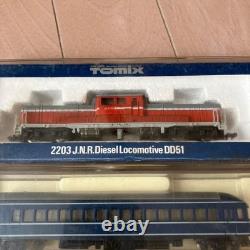 TOMIX
2203 J.N.R. Diesel Locomotive DD51